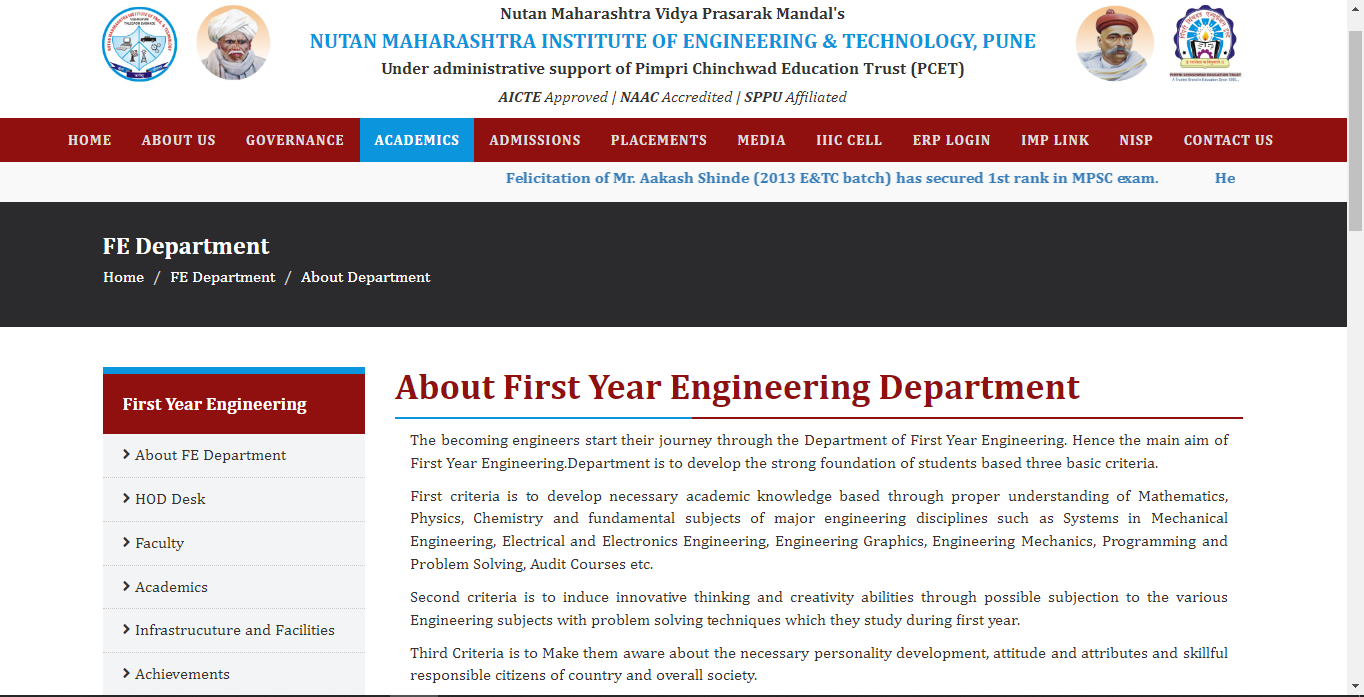 Nutan Maharashtra Vidya Prasarak Mandal's
NUTAN MAHARASHTRA INSTITUTE OF ENGINEERING & TECHNOLOGY, PUNE
Under administrative support of Pimpri Chinchwad Education Trust (PCET)
AICTE Approved | NAAC Accredited | SPPU Affiliated
PIMPRI CHINCHWAD EDUCATION TRUST
HOME ABOUT US GOVERNANCE ACADEMICS ADMISSIONS PLACEMENTS MEDIA IIIC CELL ERP LOGIN IMP LINK NISP CONTACT US
Felicitation of Mr. Aakash Shinde (2013 E&TC batch) has secured 1st rank in MPSC exam. He
FE Department
Home / FE Department / About Department
First Year Engineering
About FE Department
HOD Desk
Faculty
Academics
Infrastrucuture and Facilities
Achievements
About First Year Engineering Department
The becoming engineers start their journey through the Department of First Year Engineering. Hence the main aim of
First Year Engineering.Department is to develop the strong foundation of students based three basic criteria.
First criteria is to develop necessary academic knowledge based through proper understanding of Mathematics,
Physics, Chemistry and fundamental subjects of major engineering disciplines such as Systems in Mechanical
Engineering, Electrical and Electronics Engineering, Engineering Graphics, Engineering Mechanics, Programming and
Problem Solving, Audit Courses etc.
Second criteria is to induce innovative thinking and creativity abilities through possible subjection to the various
Engineering subjects with problem solving techniques which they study during first year.
Third Criteria is to Make them aware about the necessary personality development, attitude and attributes and skillful
responsible citizens of country and overall society.